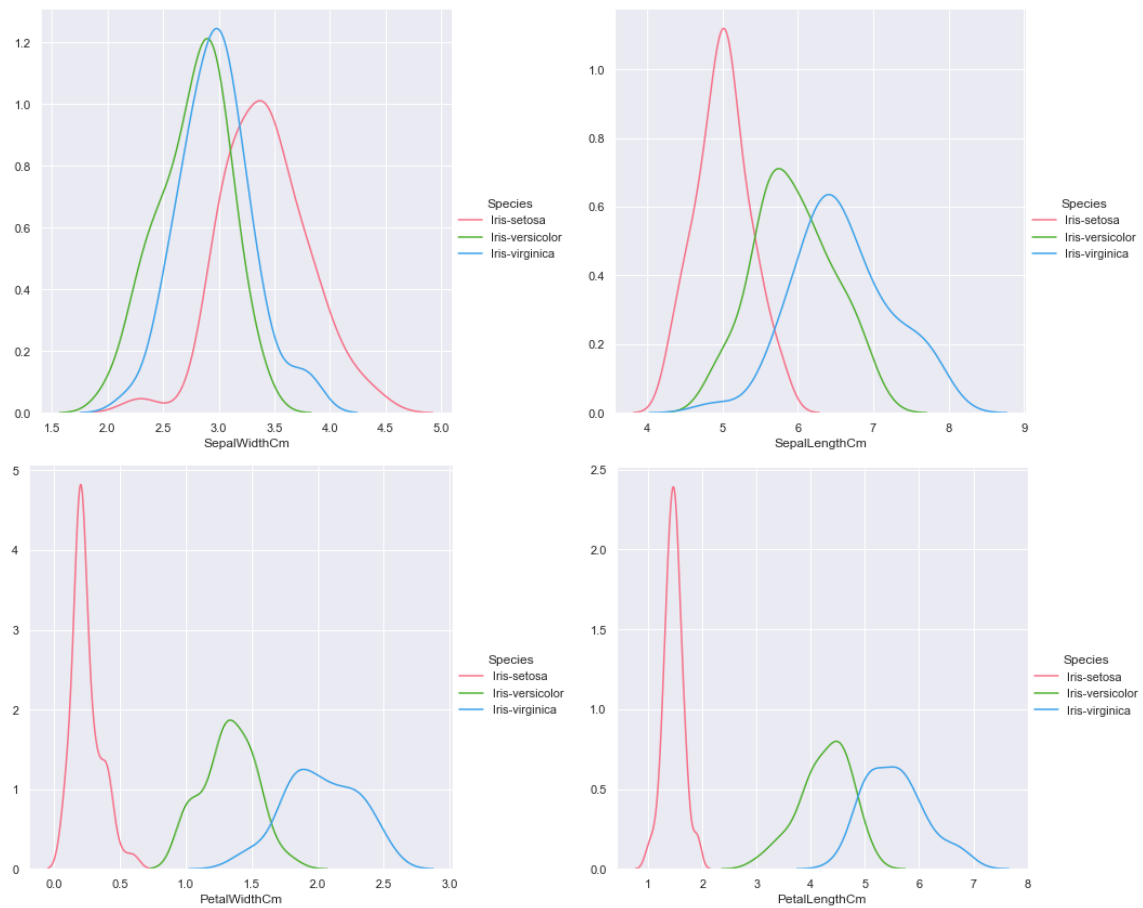 1.2
1.0
0.8
0.6
0.4
0.2
0.0
1.5 2.0 2.5 3.0 3.5 4.0 4.5 5.0
SepalWidthCm
Species
Iris-setosa
Iris-versicolor
Iris-virginica
1.0
0.8
0.6
0.4
0.2
0.0
4 5 6 7 8 9
SepalLengthCm
Species
Iris-setosa
Iris-versicolor
Iris-virginica
5
4
3
2
1
0
0.0 0.5 1.0 1.5 2.0 2.5 3.0
PetalWidthCm
Species
Iris-setosa
Iris-versicolor
Iris-virginica
2.5
2.0
1.5
1.0
0.5
0.0
1 2 3 4 5 6 7 8
PetalLengthCm
Species
Iris-setosa
Iris-versicolor
Iris-virginica